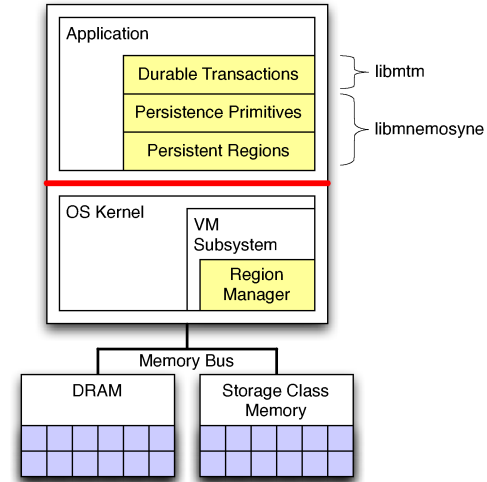 Application
Durable Transactions
libmtm
Persistence Primitives
libmnemosyne
Persistent Regions
OS Kernel
VM
Subsystem
Region
Manager
Memory Bus
DRAM
Storage Class
Memory